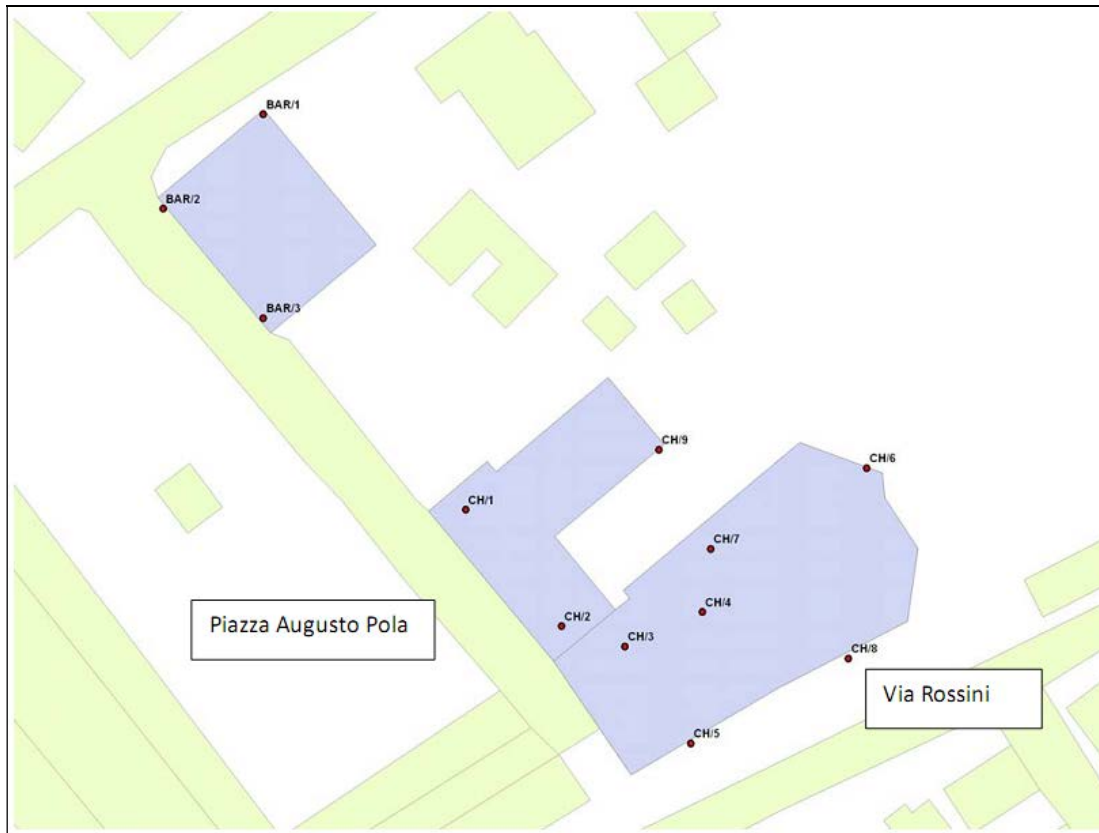 BAR/1
BAR/2
BAR/3
CH/9
CH/6
CH/1
CH/7
CH/4
CH/2
CH/3
CH/8
CH/5
Piazza Augusto Pola
Via Rossini